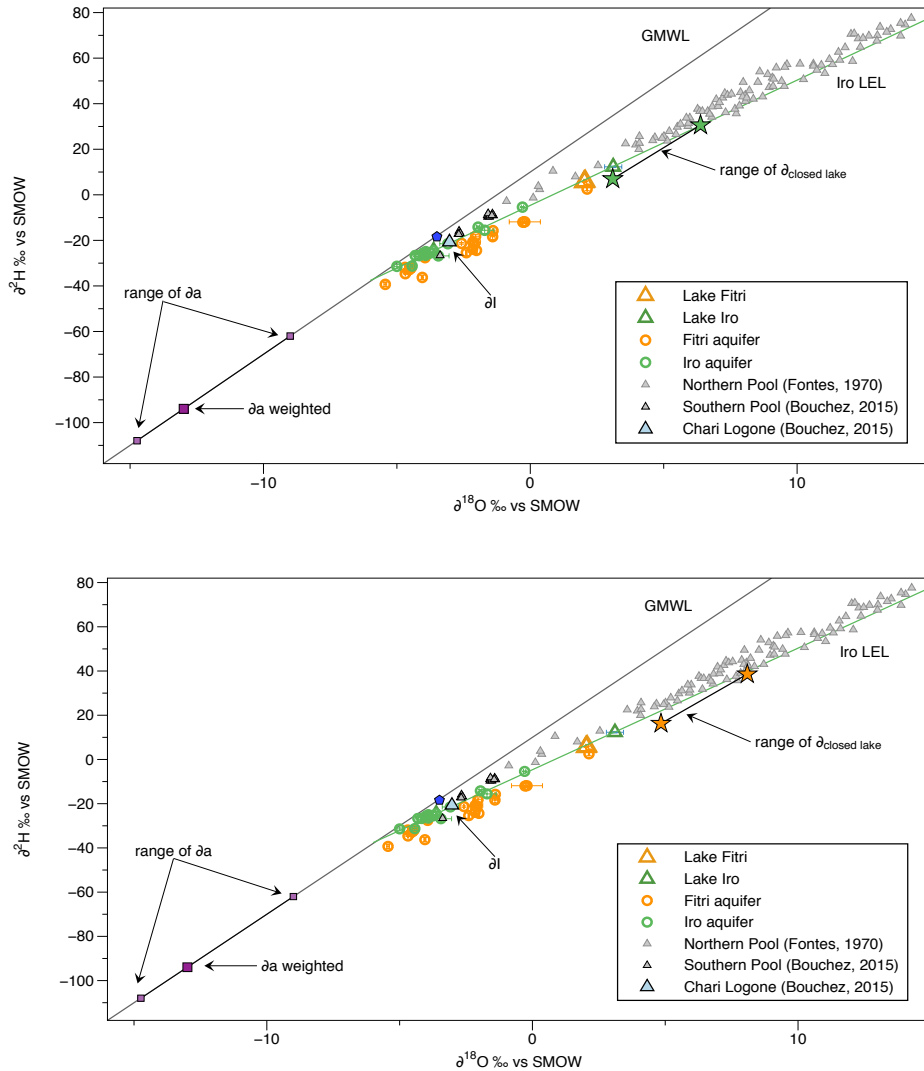 80
GMWL
60
Iro LEL
40
20
range of ∂closed lake
0
∂²H ‰ vs SMOW
−20
range of ∂a
∂I
−40
Lake Fitri
Lake Iro
−60
Fitri aquifer
Iro aquifer
−80
Northern Pool (Fontes, 1970)
∂a weighted
Southern Pool (Bouchez, 2015)
−100
Chari Logone (Bouchez, 2015)
−10
0
10
∂¹⁸O ‰ vs SMOW
80
GMWL
60
Iro LEL
40
20
range of ∂closed lake
0
∂²H ‰ vs SMOW
−20
range of ∂a
∂I
−40
Lake Fitri
Lake Iro
−60
Fitri aquifer
Iro aquifer
−80
Northern Pool (Fontes, 1970)
∂a weighted
Southern Pool (Bouchez, 2015)
−100
Chari Logone (Bouchez, 2015)
−10
0
10
∂¹⁸O ‰ vs SMOW